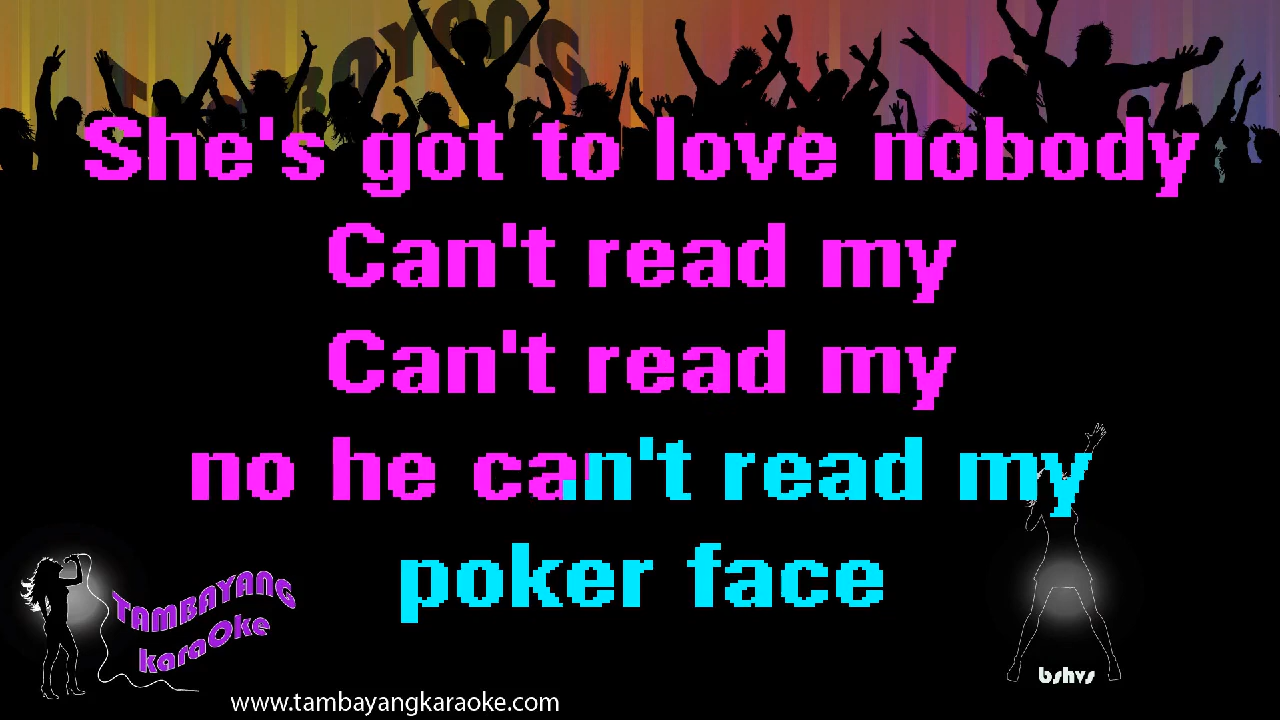 TAMBAYANG
She's got to love nobody
Can't read my
Can't read my
no he can't read my
poker face
TAMBAYANG
karaOke
bshvs
www.tambayangkaraoke.com